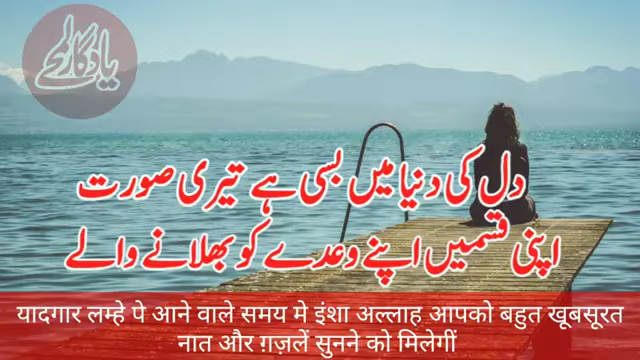 یادگار لمحے
دل کی دنیا میں بسی ہے تیری صورت
اپنی قسمیں اپنے وعدے کو بھلانے والے
यादगार लम्हे पे आने वाले समय मे इंशा अल्लाह आपको बहुत खूबसूरत
नात और ग़ज़लें सुनने को मिलेगीं